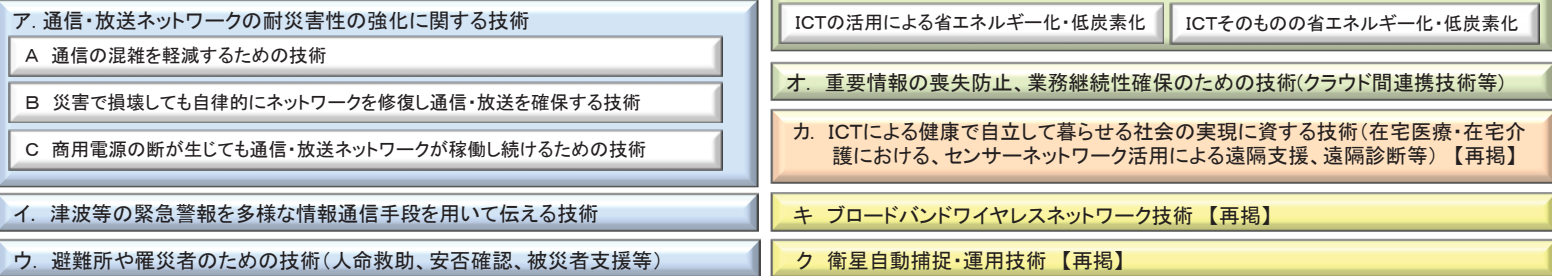 ア．通信・放送ネットワークの耐災害性の強化に関する技術
A　通信の混雑を軽減するための技術
B　災害で損壊しても自律的にネットワークを修復し通信・放送を確保する技術
C　商用電源の断が生じても通信・放送ネットワークが稼働し続けるための技術
イ．津波等の緊急警報を多様な情報通信手段を用いて伝える技術
ウ．避難所や罹災者のための技術（人命救助、安否確認、被災者支援等）
ICTの活用による省エネルギー化・低炭素化
ICTそのものの省エネルギー化・低炭素化
オ．重要情報の喪失防止、業務継続性確保のための技術(クラウド間連携技術等)
カ．ICTによる健康で自立して暮らせる社会の実現に資する技術（在宅医療・在宅介
護における、センサーネットワーク活用による遠隔支援、遠隔診断等）【再掲】
キ　ブロードバンドワイヤレスネットワーク技術　【再掲】
ク　衛星自動捕捉・運用技術　【再掲】